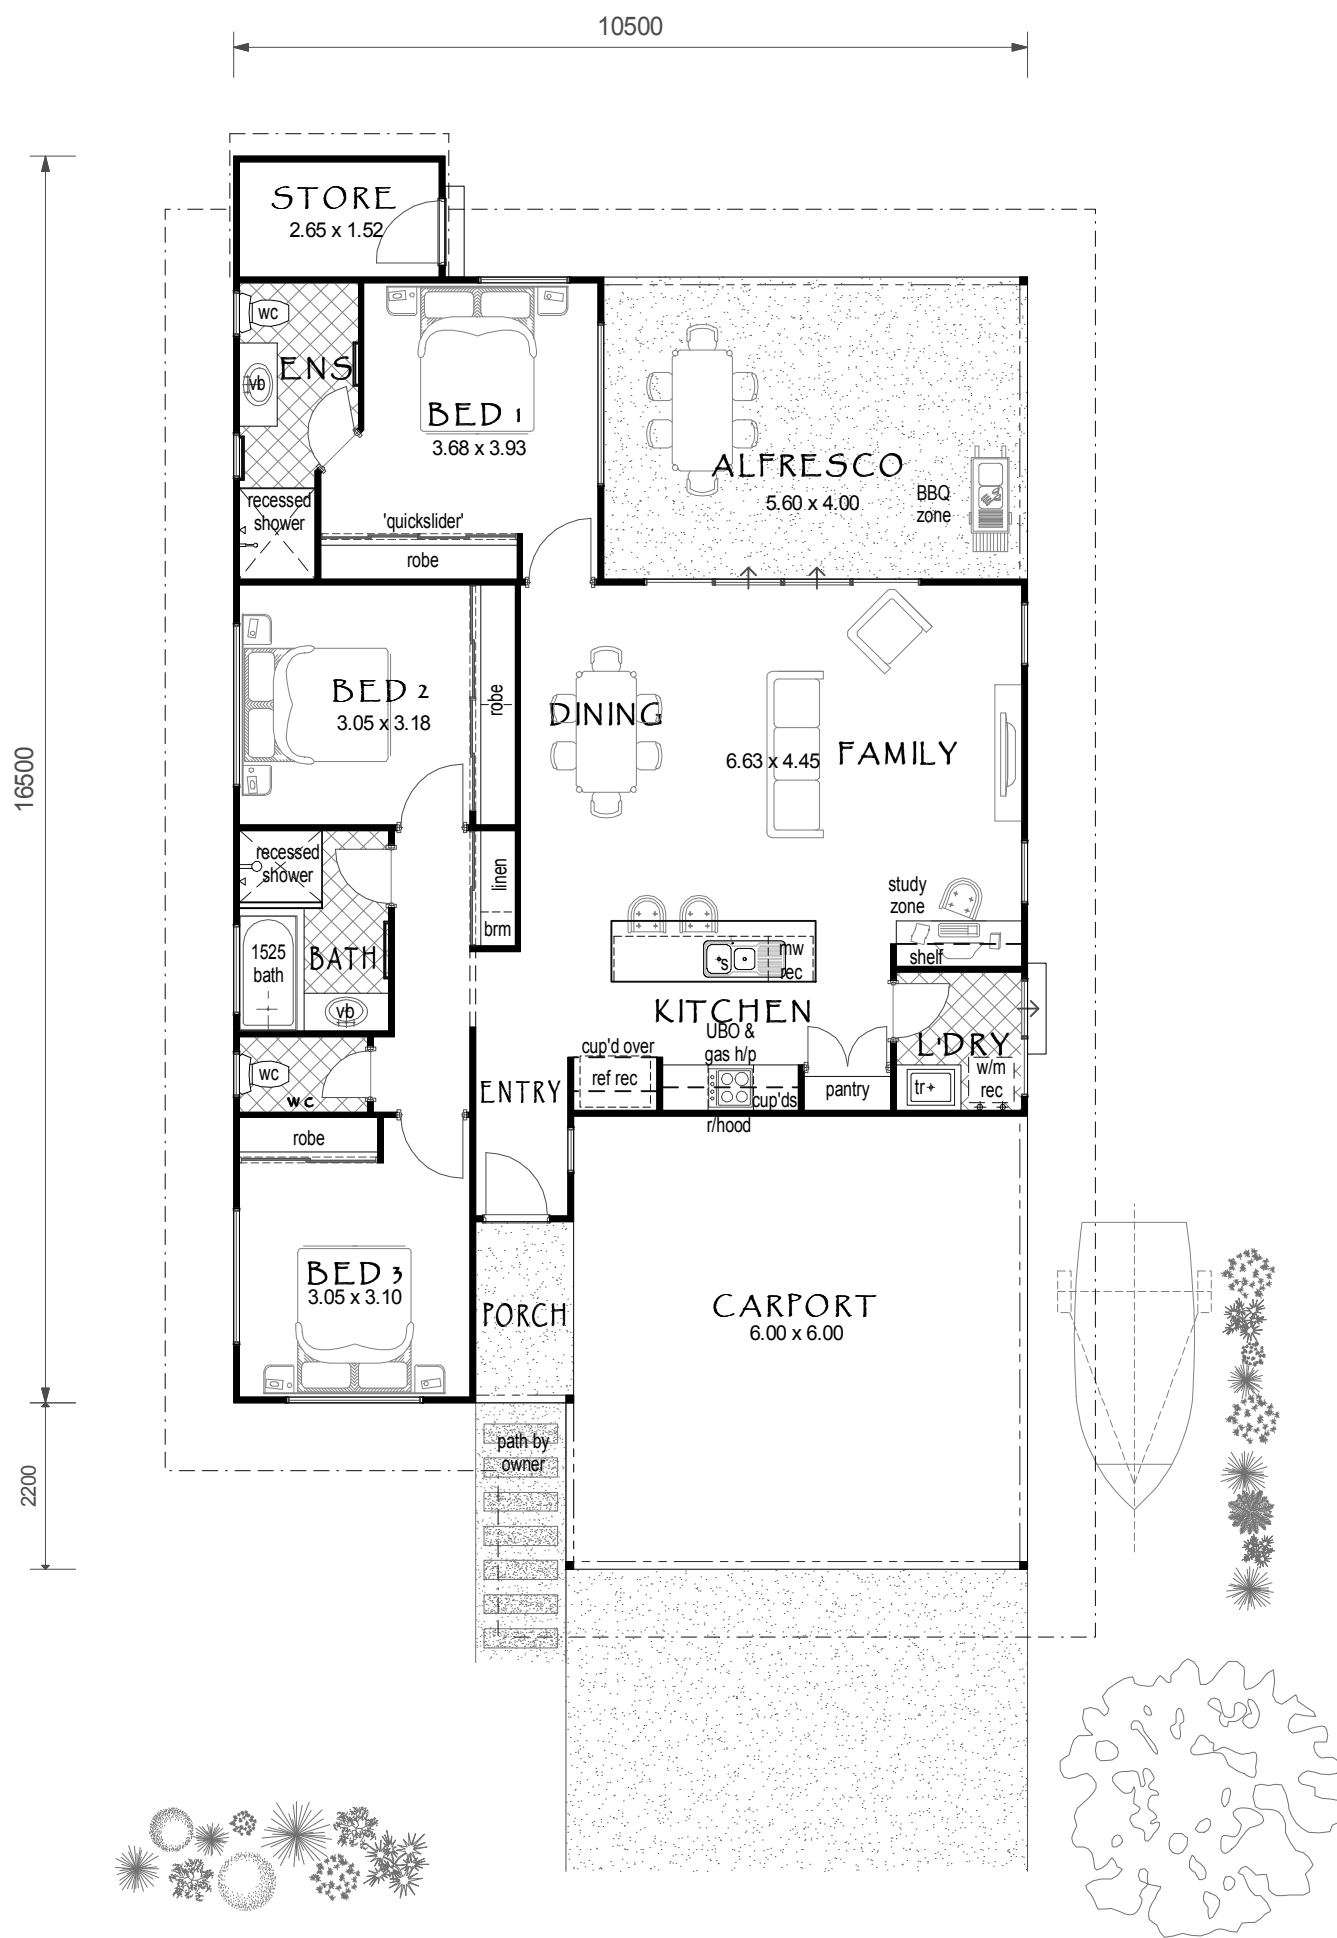 10500
STORE
2.65 x 1.52
wc
ENS
vb
BED 1
3.68 x 3.93
ALFRESCO
5.60 x 4.00
BBQ
zone
recessed
shower
'quickslider'
robe
BED 2
3.05 x 3.18
robe
DINING
6.63 x 4.45
FAMILY
16500
recessed
shower
linen
brm
study
zone
shelf
1525
bath
BATH
vb
s
mw
rec
KITCHEN
UBO &
gas h/p
cup'd over
ref rec
cup'ds
r/hood
pantry
L'DRY
w/m
rec
tr
wc
WC
ENTRY
robe
BED 3
3.05 x 3.10
PORCH
CARPORT
6.00 x 6.00
path by
owner
2200